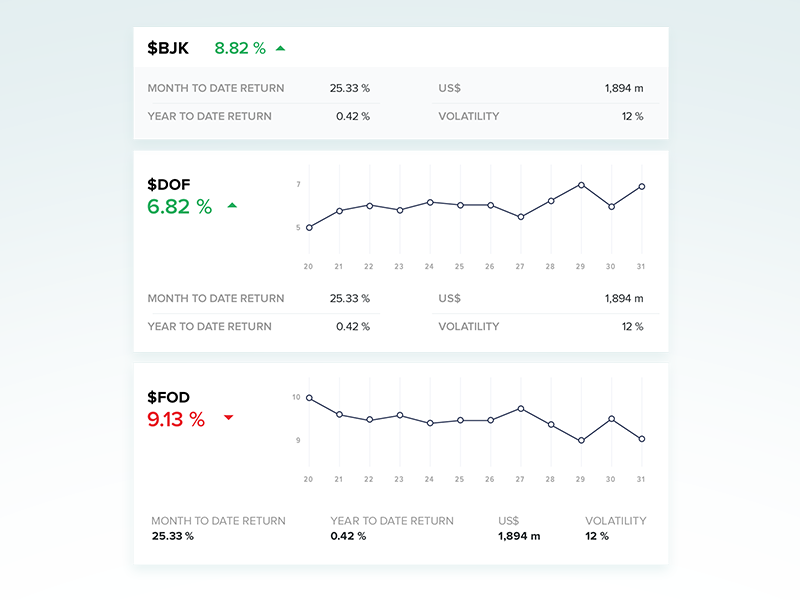 $BJK 8.82 %
MONTH TO DATE RETURN 25.33 % US$ 1,894 m
YEAR TO DATE RETURN 0.42 % VOLATILITY 12 %
$DOF
6.82 %
7
5
20 21 22 23 24 25 26 27 28 29 30 31
MONTH TO DATE RETURN 25.33 % US$ 1,894 m
YEAR TO DATE RETURN 0.42 % VOLATILITY 12 %
$FOD
9.13 %
10
9
20 21 22 23 24 25 26 27 28 29 30 31
MONTH TO DATE RETURN YEAR TO DATE RETURN US$ VOLATILITY
25.33 % 0.42 % 1,894 m 12 %